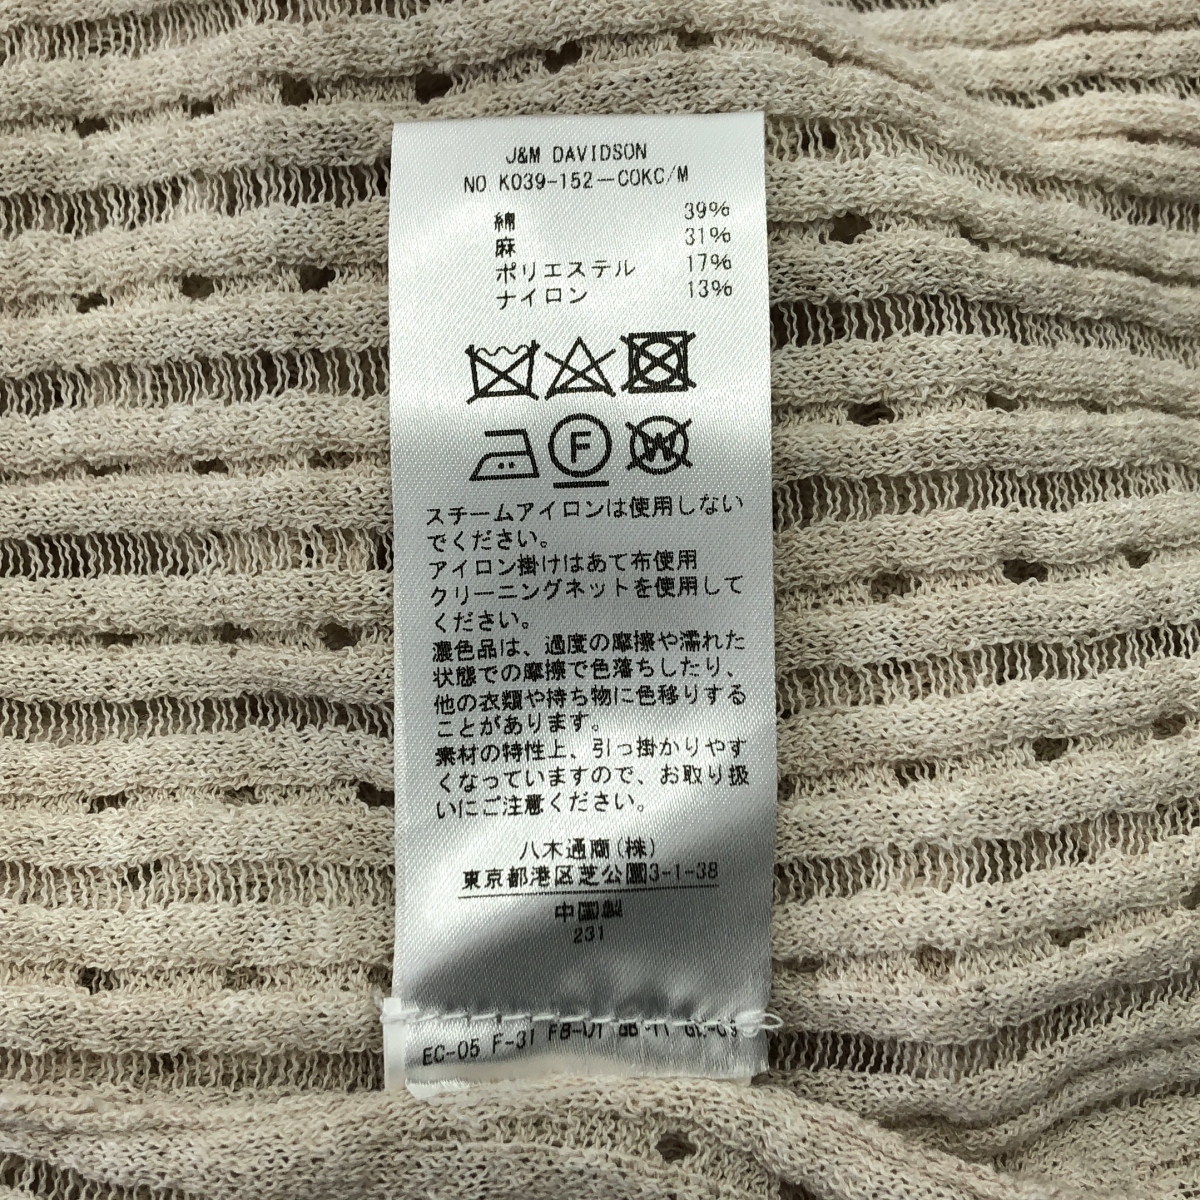 J&M DAVIDSON
NO K039-152-COKC/M
綿 39%
麻 31%
ポリエステル 17%
ナイロン 13%
F
W
スチームアイロンは使用しない
でください。
アイロン掛けはあて布使用
クリーニングネットを使用して
ください。
濃色品は、過度の摩擦や濡れた
状態での摩擦で色落ちしたり、
他の衣類や持ち物に色移りする
ことがあります。
素材の特性上、引っ掛かりやす
くなっていますので、お取り扱
いにご注意ください。
八木通商(株)
東京都港区芝公園3-1-38
中国製
231
EC-05 F-31 FB-01